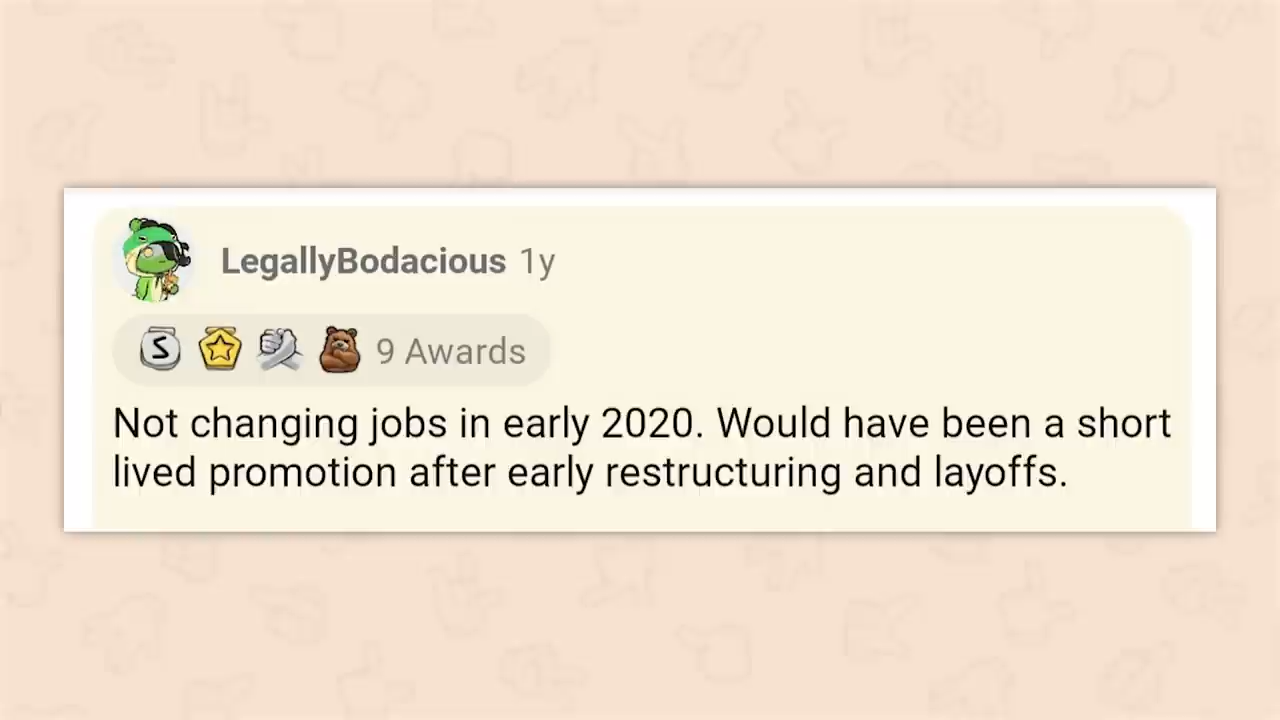 LegallyBodacious 1y
9 Awards
Not changing jobs in early 2020. Would have been a short
lived promotion after early restructuring and layoffs.